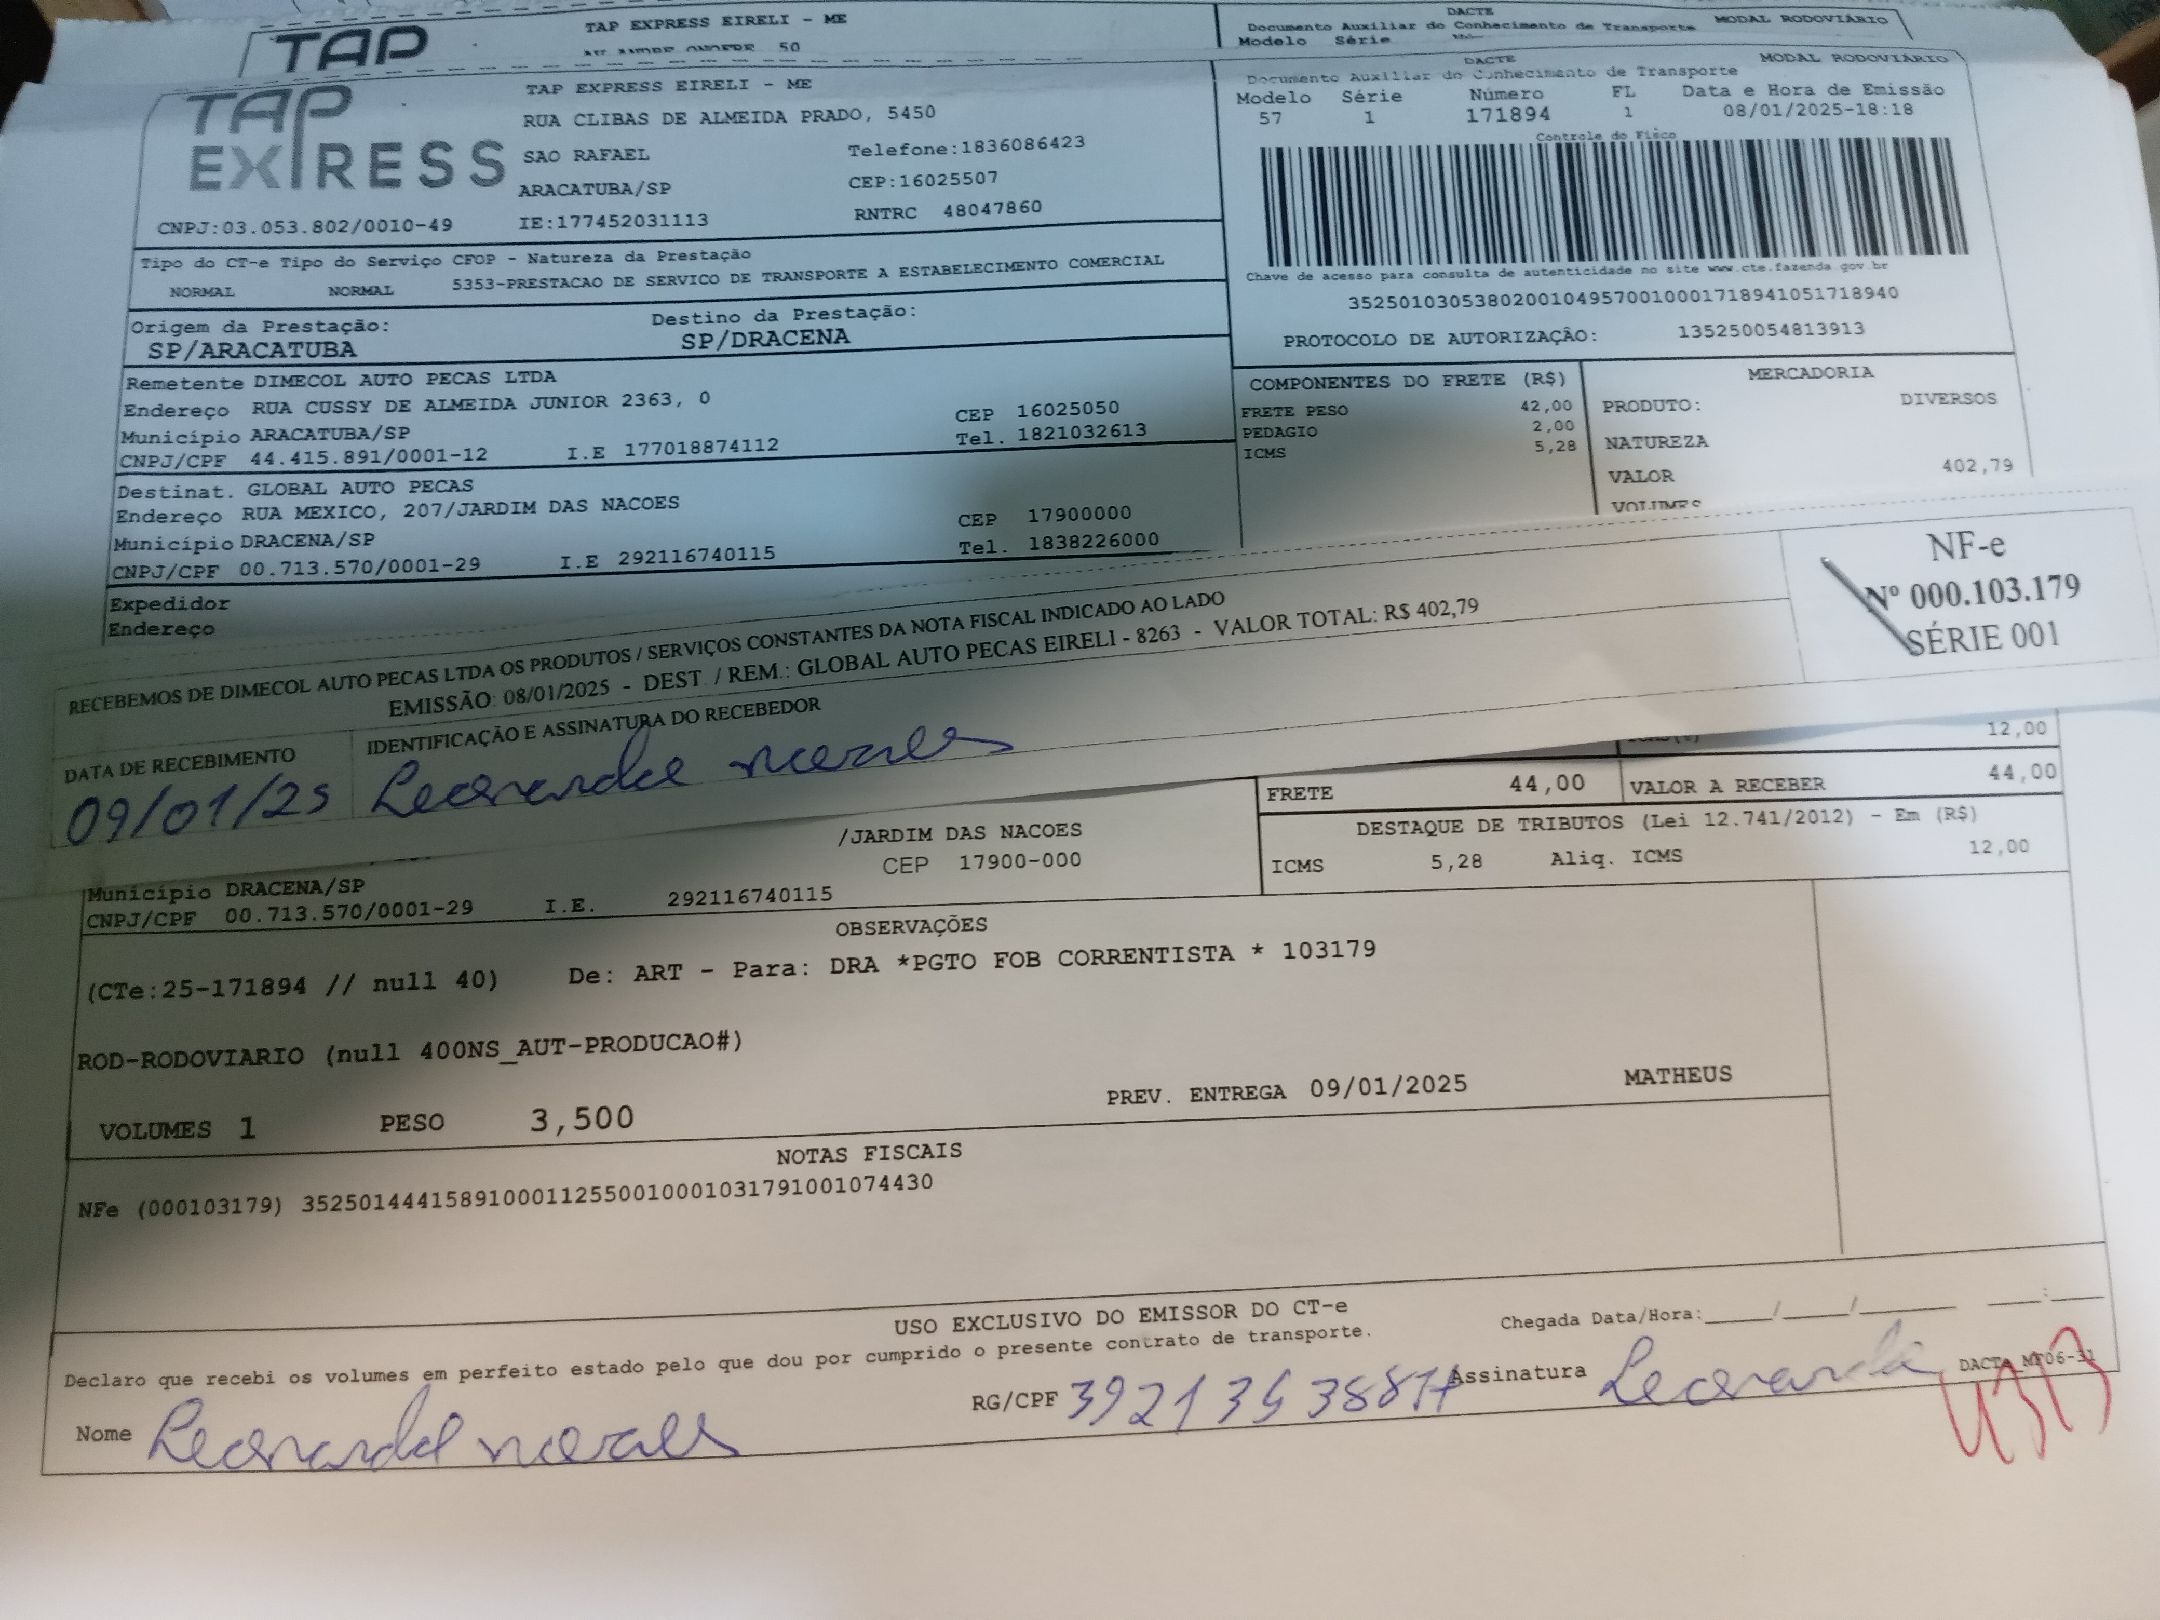 TAP
TAP EXPRESS EIRELI - ME
50
DACTE
Documento Auxiliar do Conhecimento de Transporte
MODAL RODOVIÁRIO
Modelo Série
TAP EXPRESS
TAP EXPRESS EIRELI - ME
RUA CLIBAS DE ALMEIDA PRADO, 5450
SAO RAFAEL Telefone:1836086423
ARACATUBA/SP CEP:16025507
CNPJ:03.053.802/0010-49 IE:177452031113 RNTRC 48047860
DACTE MODAL RODOVIÁRIO
Documento Auxiliar do Conhecimento de Transporte
Modelo Série Número FL Data e Hora de Emissão
57 1 171894 1 08/01/2025-18:18
Controle do Fisco
Chave de acesso para consulta de autenticidade no site www.cte.fazenda.gov.br
35250103053802001049570010001718941051718940
PROTOCOLO DE AUTORIZAÇÃO: 135250054813913
Tipo do CT-e Tipo do Serviço CFOP - Natureza da Prestação
NORMAL NORMAL 5353-PRESTACAO DE SERVICO DE TRANSPORTE A ESTABELECIMENTO COMERCIAL
Origem da Prestação: Destino da Prestação:
SP/ARACATUBA SP/DRACENA
Remetente DIMECOL AUTO PECAS LTDA
Endereço RUA CUSSY DE ALMEIDA JUNIOR 2363, 0
Município ARACATUBA/SP CEP 16025050
CNPJ/CPF 44.415.891/0001-12 I.E 177018874112 Tel. 1821032613
Destinat. GLOBAL AUTO PECAS
Endereço RUA MEXICO, 207/JARDIM DAS NACOES
Município DRACENA/SP CEP 17900000
CNPJ/CPF 00.713.570/0001-29 I.E 292116740115 Tel. 1838226000
Expedidor
Endereço
COMPONENTES DO FRETE (R$)
FRETE PESO 42,00
PEDAGIO 2,00
ICMS 5,28
MERCADORIA
PRODUTO: DIVERSOS
NATUREZA
VALOR 402,79
VOLUMES
RECEBEMOS DE DIMECOL AUTO PECAS LTDA OS PRODUTOS / SERVIÇOS CONSTANTES DA NOTA FISCAL INDICADO AO LADO
EMISSÃO: 08/01/2025 - DEST. / REM.: GLOBAL AUTO PECAS EIRELI - 8263 - VALOR TOTAL: R$ 402,79
NF-e
Nº 000.103.179
SÉRIE 001
DATA DE RECEBIMENTO IDENTIFICAÇÃO E ASSINATURA DO RECEBEDOR
09/01/25
12,00
FRETE 44,00 VALOR A RECEBER 44,00
DESTAQUE DE TRIBUTOS (Lei 12.741/2012) - Em (R$)
ICMS 5,28 Aliq. ICMS 12,00
/JARDIM DAS NACOES
CEP 17900-000
Município DRACENA/SP
CNPJ/CPF 00.713.570/0001-29 I.E. 292116740115
OBSERVAÇÕES
(CTe:25-171894 // null 40) De: ART - Para: DRA *PGTO FOB CORRENTISTA * 103179
ROD-RODOVIARIO (null 400NS_AUT-PRODUCAO#)
VOLUMES 1 PESO 3,500 PREV. ENTREGA 09/01/2025 MATHEUS
NOTAS FISCAIS
NFe (000103179) 35250144415891000112550010001031791001074430
USO EXCLUSIVO DO EMISSOR DO CT-e
Declaro que recebi os volumes em perfeito estado pelo que dou por cumprido o presente contrato de transporte.
Chegada Data/Hora:_____/_____/_______ ____:____
Nome
RG/CPF
Assinatura